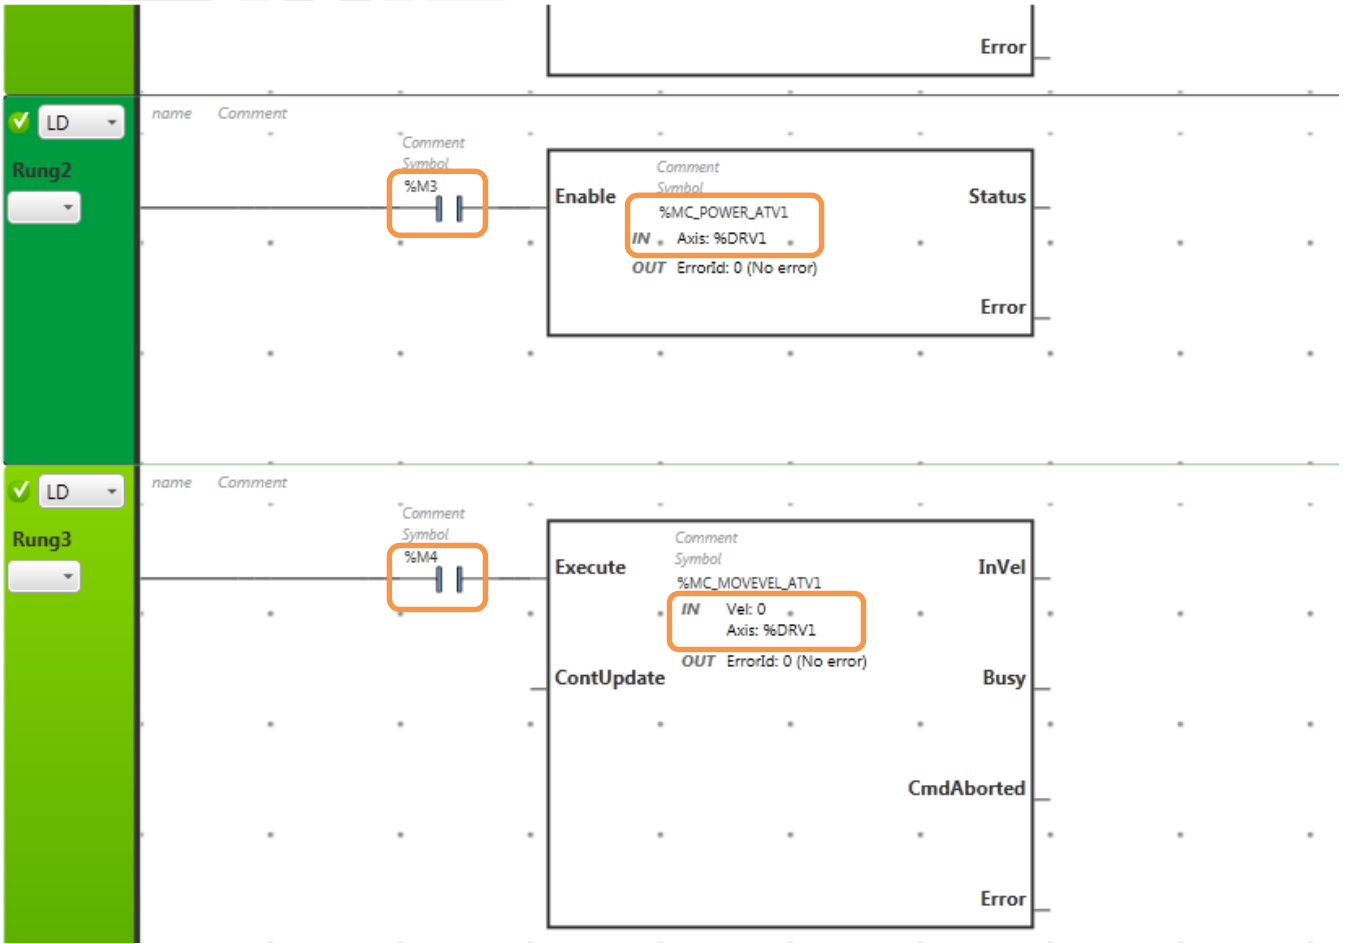 Error
LD
name Comment
Comment
Symbol
Rung2
%M3
Enable
Comment
Symbol
%MC_POWER_ATV1
IN Axis: %DRV1
OUT ErrorId: 0 (No error)
Status
Error
LD
name Comment
Comment
Symbol
Rung3
%M4
Execute
Comment
Symbol
%MC_MOVEVEL_ATV1
IN Vel: 0
Axis: %DRV1
OUT ErrorId: 0 (No error)
InVel
ContUpdate
Busy
CmdAborted
Error